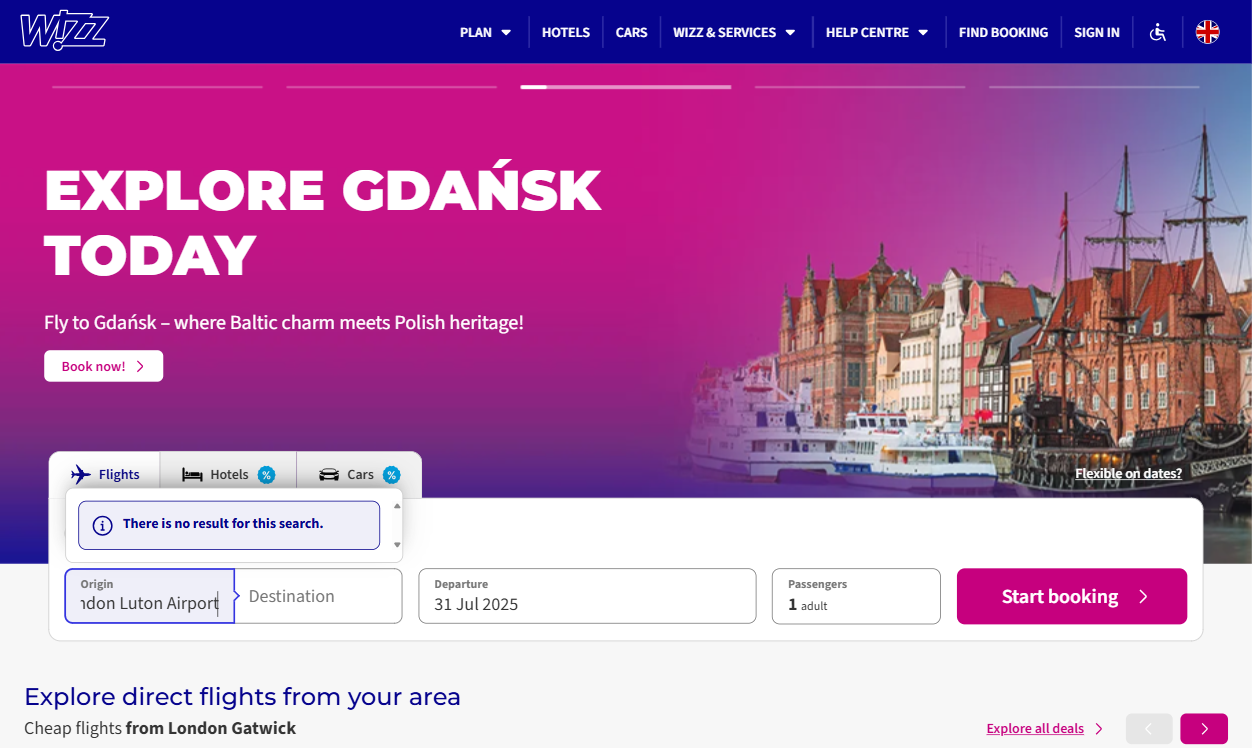 WIZZ
PLAN HOTELS CARS WIZZ & SERVICES HELP CENTRE FIND BOOKING SIGN IN
EXPLORE GDAŃSK
TODAY
Fly to Gdańsk – where Baltic charm meets Polish heritage!
Book now!
Flexible on dates?
Flights Hotels % Cars %
There is no result for this search.
Origin
ndon Luton Airport
Destination
Departure
31 Jul 2025
Passengers
1 adult
Start booking
Explore direct flights from your area
Cheap flights from London Gatwick
Explore all deals